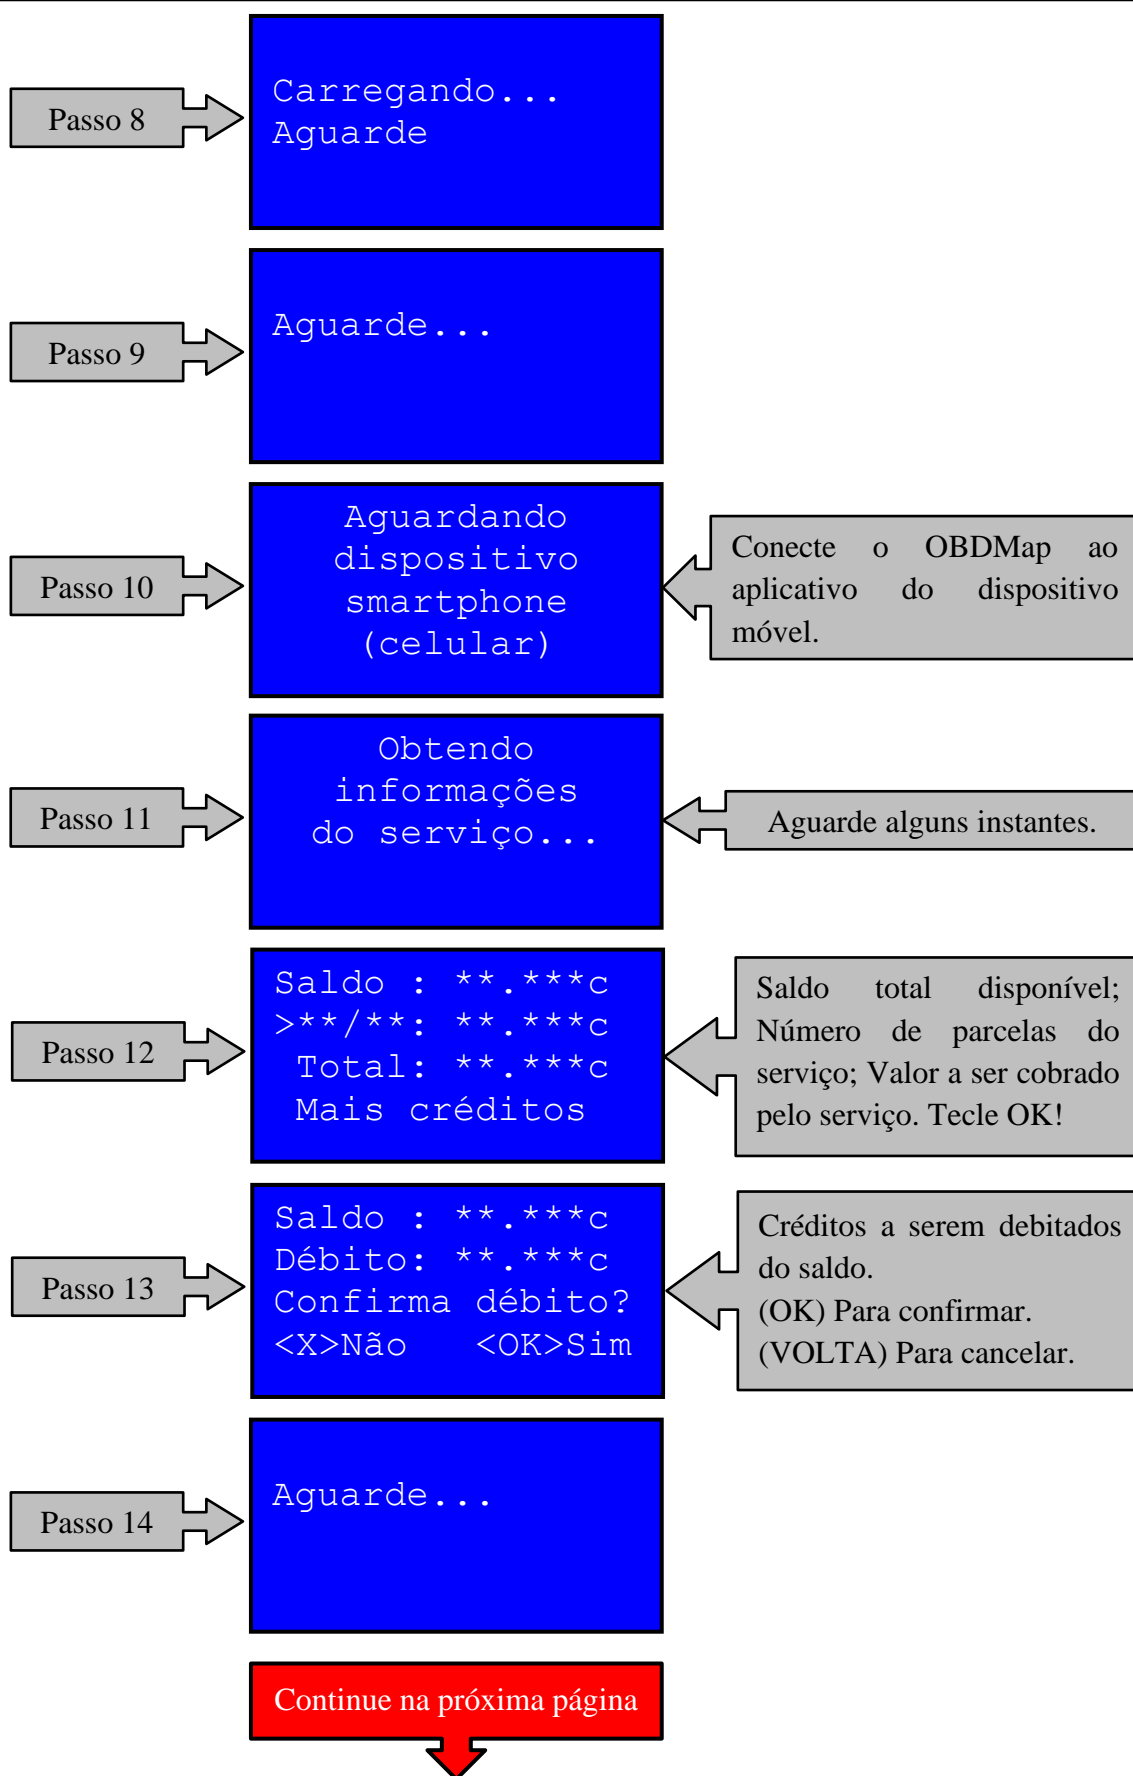 Passo 8
Carregando...
Aguarde
Passo 9
Aguarde...
Passo 10
Aguardando
dispositivo
smartphone
(celular)
Conecte o OBDMap ao
aplicativo do dispositivo
móvel.
Passo 11
Obtendo
informações
do serviço...
Aguarde alguns instantes.
Passo 12
Saldo : **.***c
>**/**: **.***c
Total: **.***c
Mais créditos
Saldo total disponível;
Número de parcelas do
serviço; Valor a ser cobrado
pelo serviço. Tecle OK!
Passo 13
Saldo : **.***c
Débito: **.***c
Confirma débito?
<X>Não <OK>Sim
Créditos a serem debitados
do saldo.
(OK) Para confirmar.
(VOLTA) Para cancelar.
Passo 14
Aguarde...
Continue na próxima página